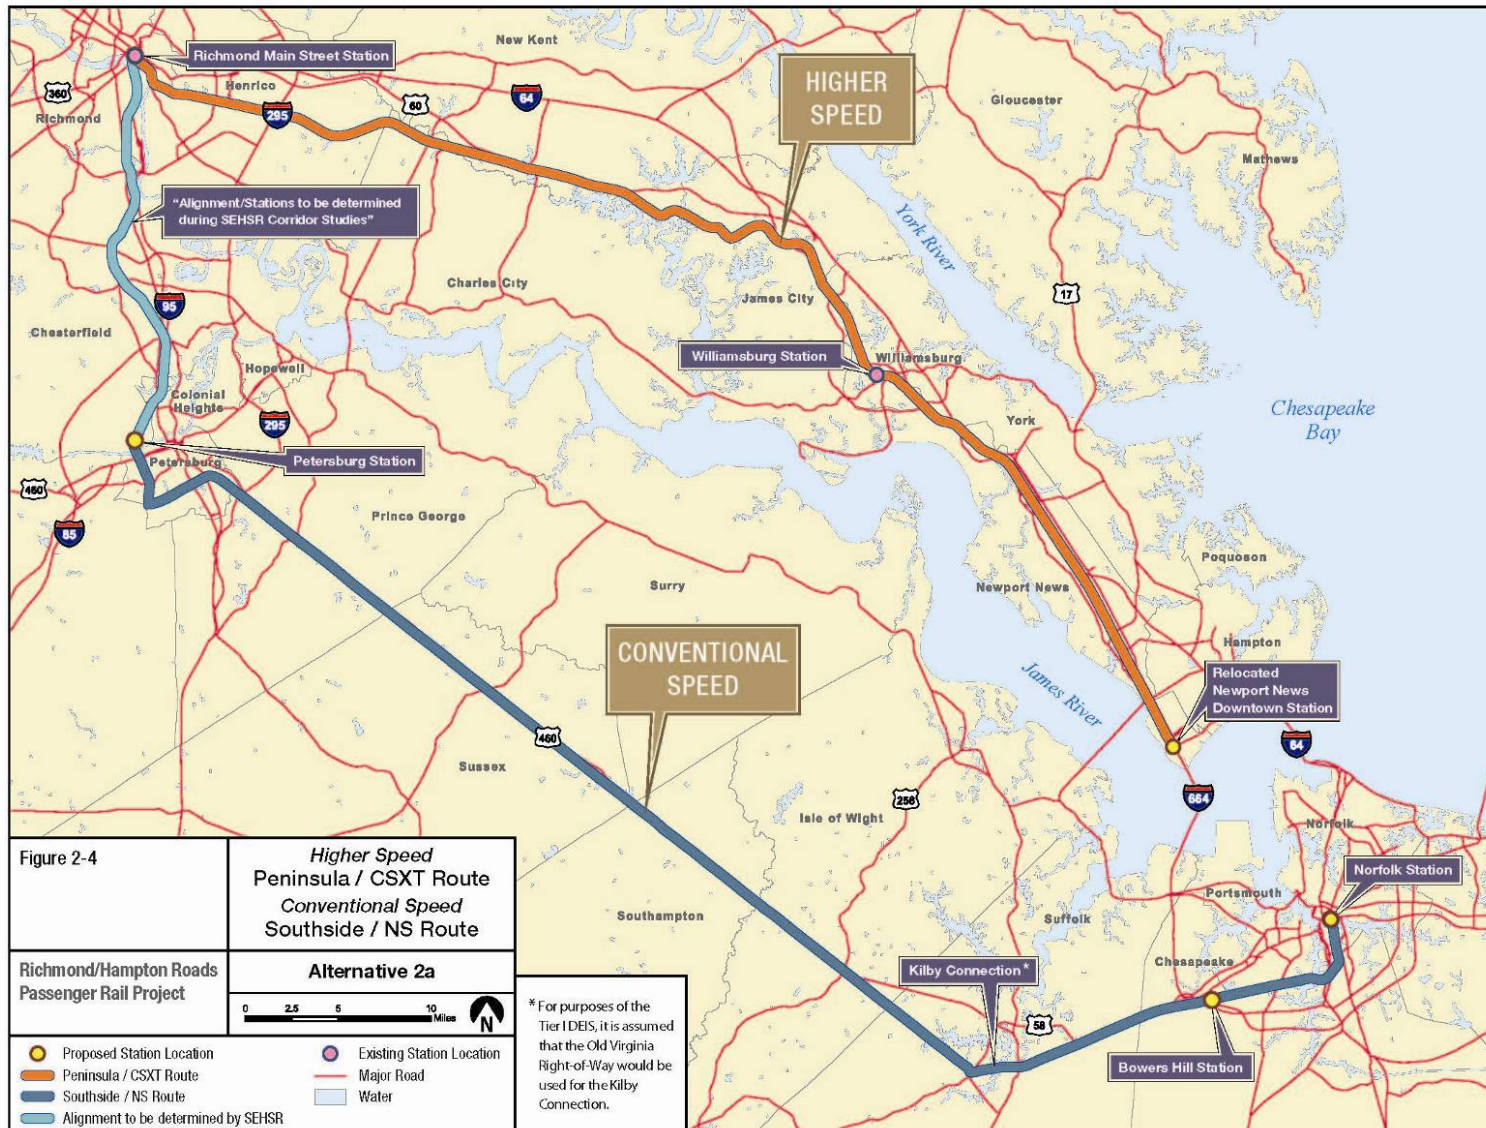 New Kent
Richmond Main Street Station
Henrico
360
Richmond
295
60
64
HIGHER
SPEED
Gloucester
Mathews
"Alignment/Stations to be determined
during SEHSR Corridor Studies"
York River
Charles City
James City
17
95
Chesterfield
Williamsburg Station
Williamsburg
Hopewell
Colonial
Heights
295
York
Chesapeake
Bay
Petersburg Station
Petersburg
460
85
Prince George
Poquoson
Surry
Newport News
Hampton
CONVENTIONAL
SPEED
James River
Relocated
Newport News
Downtown Station
460
64
Sussex
258
664
Isle of Wight
Norfolk
Norfolk Station
Portsmouth
Southampton
Suffolk
Chesapeake
Kilby Connection*
58
Bowers Hill Station
Figure 2-4
Higher Speed
Peninsula / CSXT Route
Conventional Speed
Southside / NS Route
Richmond/Hampton Roads
Passenger Rail Project
Alternative 2a
0 2.5 5 10 Miles
N
Proposed Station Location
Existing Station Location
Peninsula / CSXT Route
Major Road
Southside / NS Route
Water
Alignment to be determined by SEHSR
* For purposes of the
Tier I DEIS, it is assumed
that the Old Virginia
Right-of-Way would be
used for the Kilby
Connection.